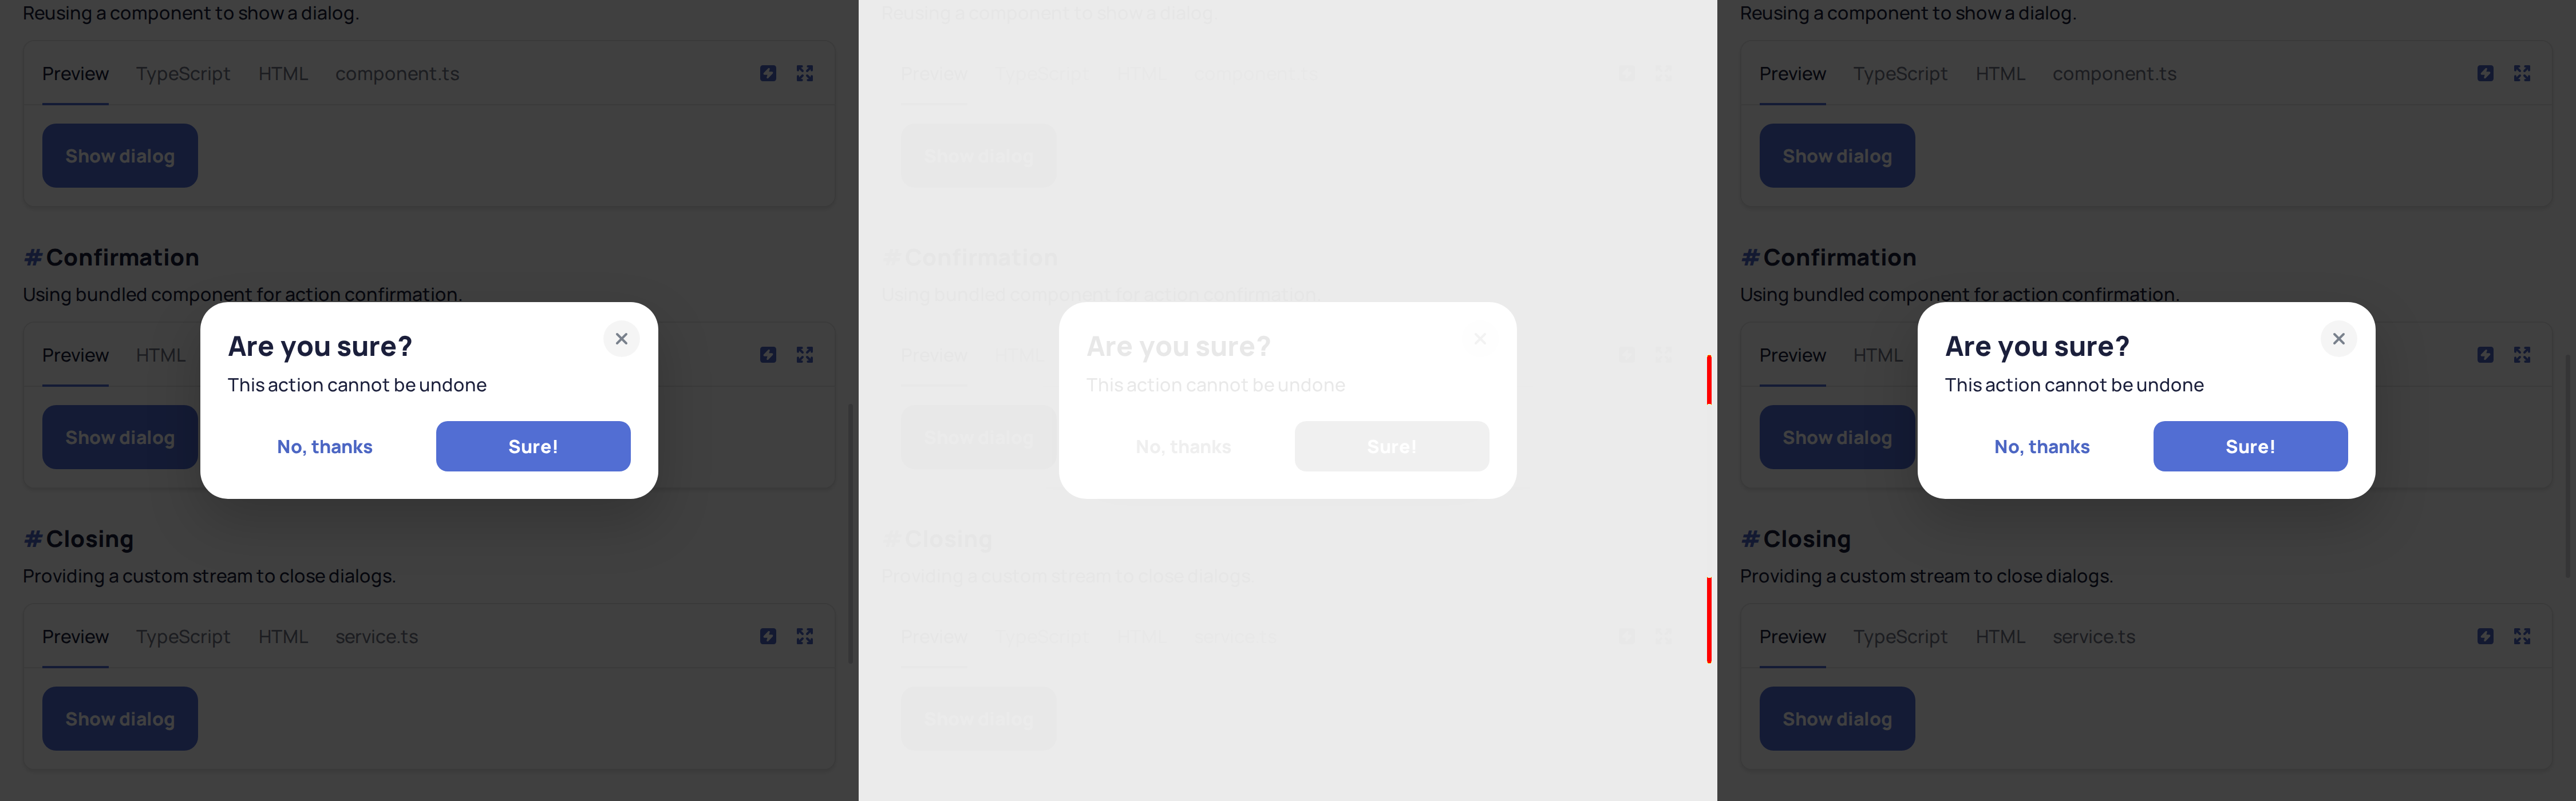 Reusing a component to show a dialog.
Preview TypeScript HTML component.ts
Show dialog
# Confirmation
Using bundled component for action confirmation.
Preview HTML
Show dialog
Are you sure?
This action cannot be undone
No, thanks Sure!
# Closing
Providing a custom stream to close dialogs.
Preview TypeScript HTML service.ts
Show dialog
Reusing a component to show a dialog.
Preview TypeScript HTML component.ts
Show dialog
# Confirmation
Using bundled component for action confirmation.
Preview HTML
Show dialog
Are you sure?
This action cannot be undone
No, thanks Sure!
# Closing
Providing a custom stream to close dialogs.
Preview TypeScript HTML service.ts
Show dialog
Reusing a component to show a dialog.
Preview TypeScript HTML component.ts
Show dialog
# Confirmation
Using bundled component for action confirmation.
Preview HTML
Show dialog
Are you sure?
This action cannot be undone
No, thanks Sure!
# Closing
Providing a custom stream to close dialogs.
Preview TypeScript HTML service.ts
Show dialog